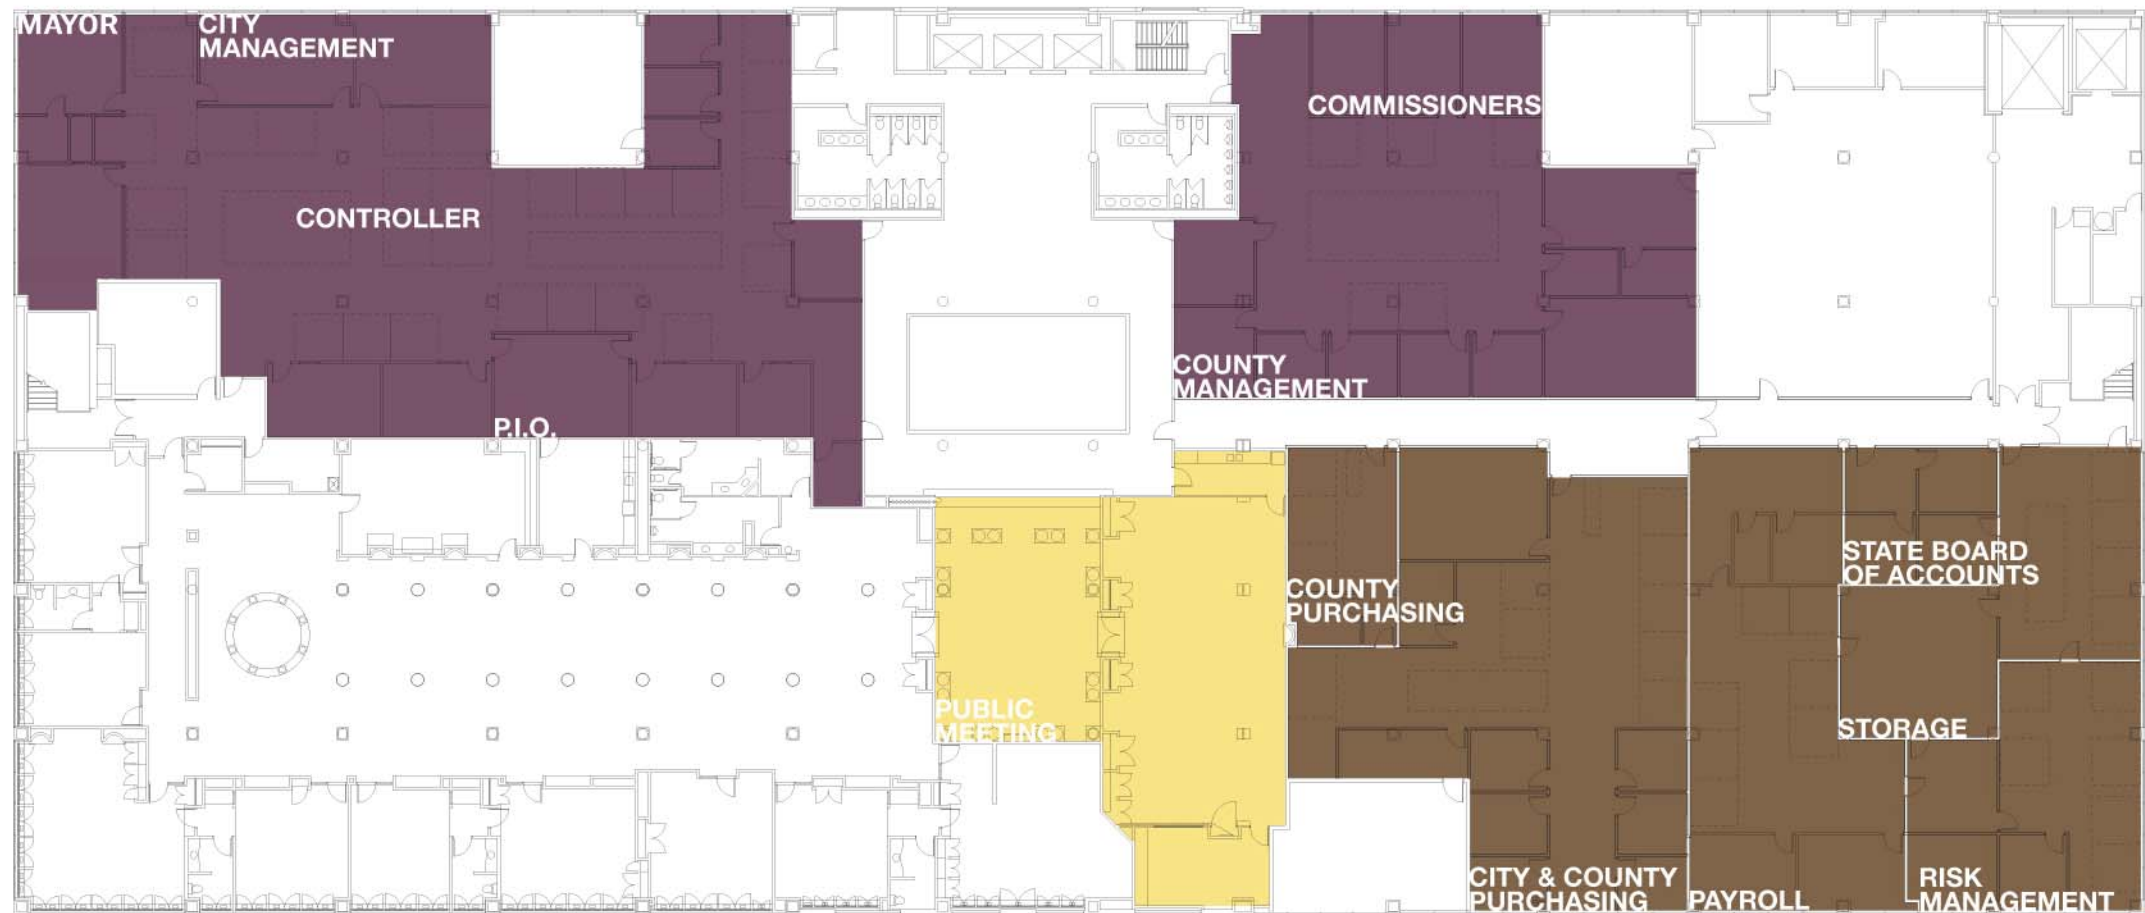 MAYOR
CITY
MANAGEMENT
COMMISSIONERS
CONTROLLER
COUNTY
MANAGEMENT
P.I.O.
STATE BOARD
OF ACCOUNTS
COUNTY
PURCHASING
PUBLIC
MEETING
STORAGE
CITY & COUNTY
PURCHASING
PAYROLL
RISK
MANAGEMENT